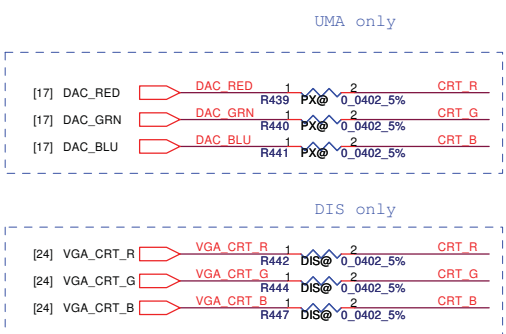 UMA only
[17] DAC_RED DAC_RED 1 2 CRT_R
R439 PX@ 0_0402_5%
[17] DAC_GRN DAC_GRN 1 2 CRT_G
R440 PX@ 0_0402_5%
[17] DAC_BLU DAC_BLU 1 2 CRT_B
R441 PX@ 0_0402_5%
DIS only
[24] VGA_CRT_R VGA_CRT_R 1 2 CRT_R
R442 DIS@ 0_0402_5%
[24] VGA_CRT_G VGA_CRT_G 1 2 CRT_G
R444 DIS@ 0_0402_5%
[24] VGA_CRT_B VGA_CRT_B 1 2 CRT_B
R447 DIS@ 0_0402_5%